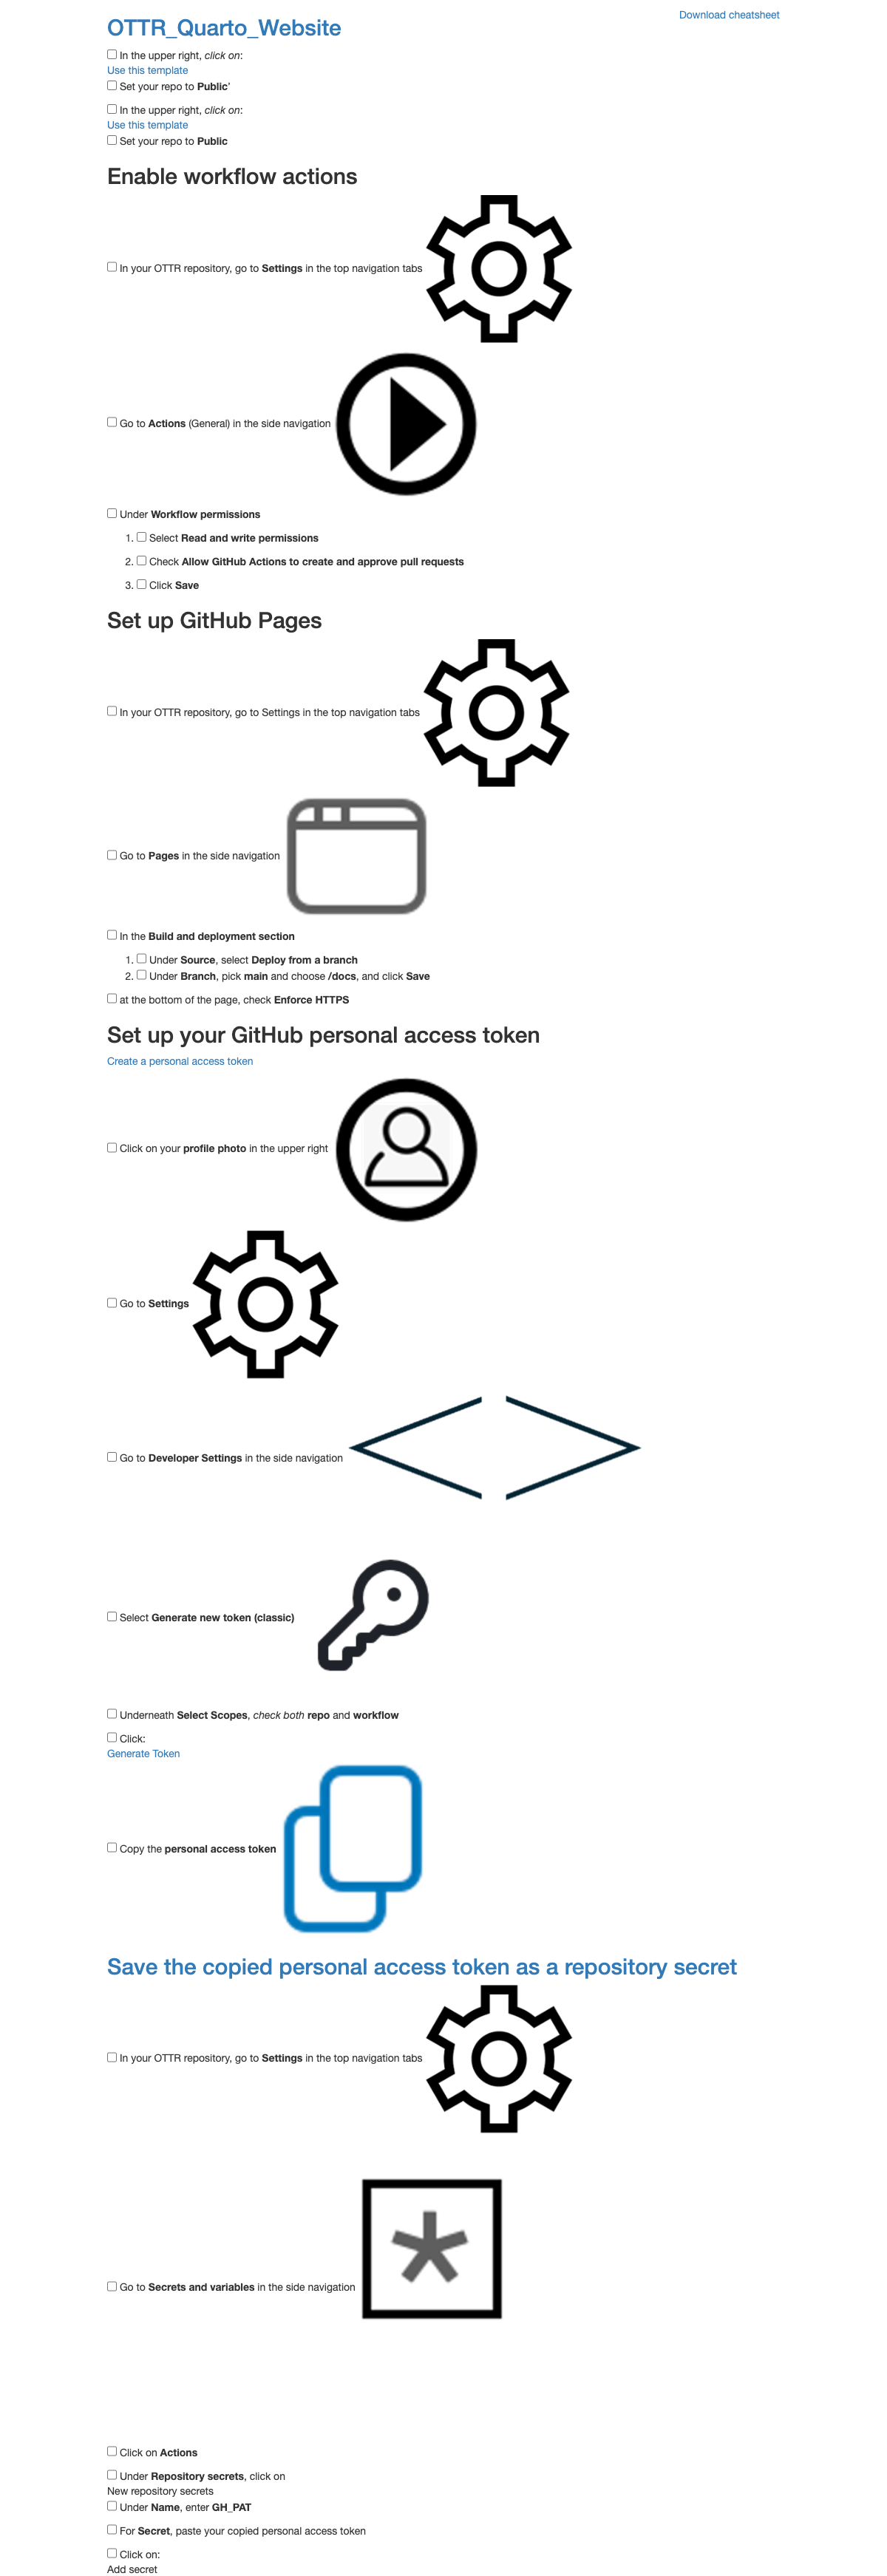 Download cheatsheet
OTTR_Quarto_Website
In the upper right, click on:
Use this template
Set your repo to Public'
In the upper right, click on:
Use this template
Set your repo to Public
Enable workflow actions
In your OTTR repository, go to Settings in the top navigation tabs
Go to Actions (General) in the side navigation
Under Workflow permissions
1. Select Read and write permissions
2. Check Allow GitHub Actions to create and approve pull requests
3. Click Save
Set up GitHub Pages
In your OTTR repository, go to Settings in the top navigation tabs
Go to Pages in the side navigation
In the Build and deployment section
1. Under Source, select Deploy from a branch
2. Under Branch, pick main and choose /docs, and click Save
at the bottom of the page, check Enforce HTTPS
Set up your GitHub personal access token
Create a personal access token
Click on your profile photo in the upper right
Go to Settings
Go to Developer Settings in the side navigation
Select Generate new token (classic)
Underneath Select Scopes, check both repo and workflow
Click:
Generate Token
Copy the personal access token
Save the copied personal access token as a repository secret
In your OTTR repository, go to Settings in the top navigation tabs
Go to Secrets and variables in the side navigation
Click on Actions
Under Repository secrets, click on
New repository secrets
Under Name, enter GH_PAT
For Secret, paste your copied personal access token
Click on:
Add secret